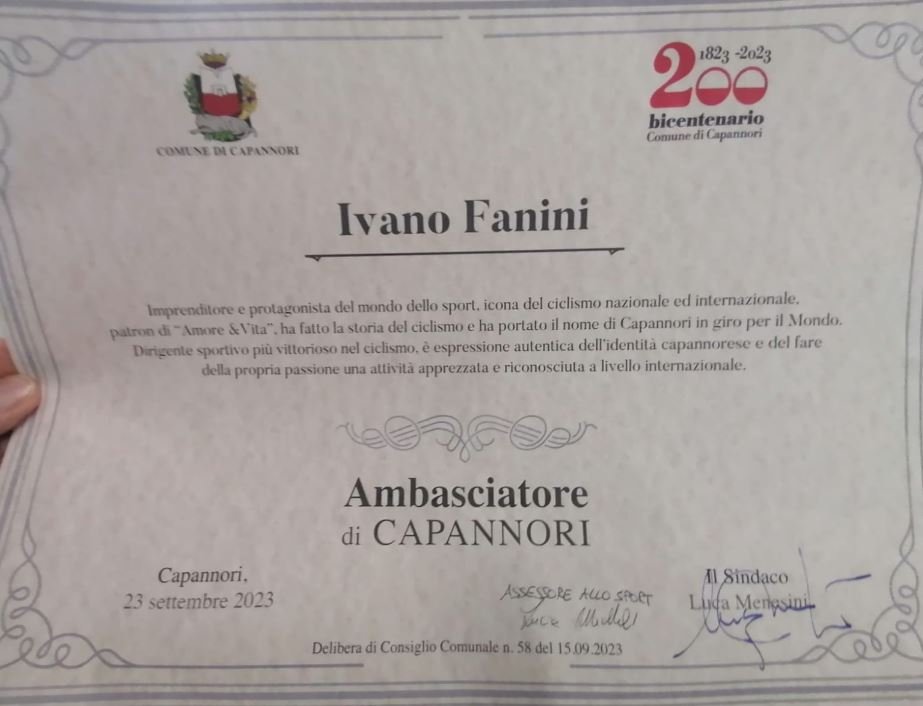 1823-2023
200
bicentenario
Comune di Capannori
COMUNE DI CAPANNORI
Ivano Fanini
Imprenditore e protagonista del mondo dello sport, icona del ciclismo nazionale ed internazionale,
patron di “Amore &Vita”, ha fatto la storia del ciclismo e ha portato il nome di Capannori in giro per il Mondo.
Dirigente sportivo più vittorioso nel ciclismo, è espressione autentica dell’identità capannorese e del fare
della propria passione una attività apprezzata e riconosciuta a livello internazionale.
Ambasciatore
di CAPANNORI
Capannori,
23 settembre 2023
ASSESSORE ALLO SPORT
Il Sindaco
Luca Menesini
Delibera di Consiglio Comunale n. 58 del 15.09.2023